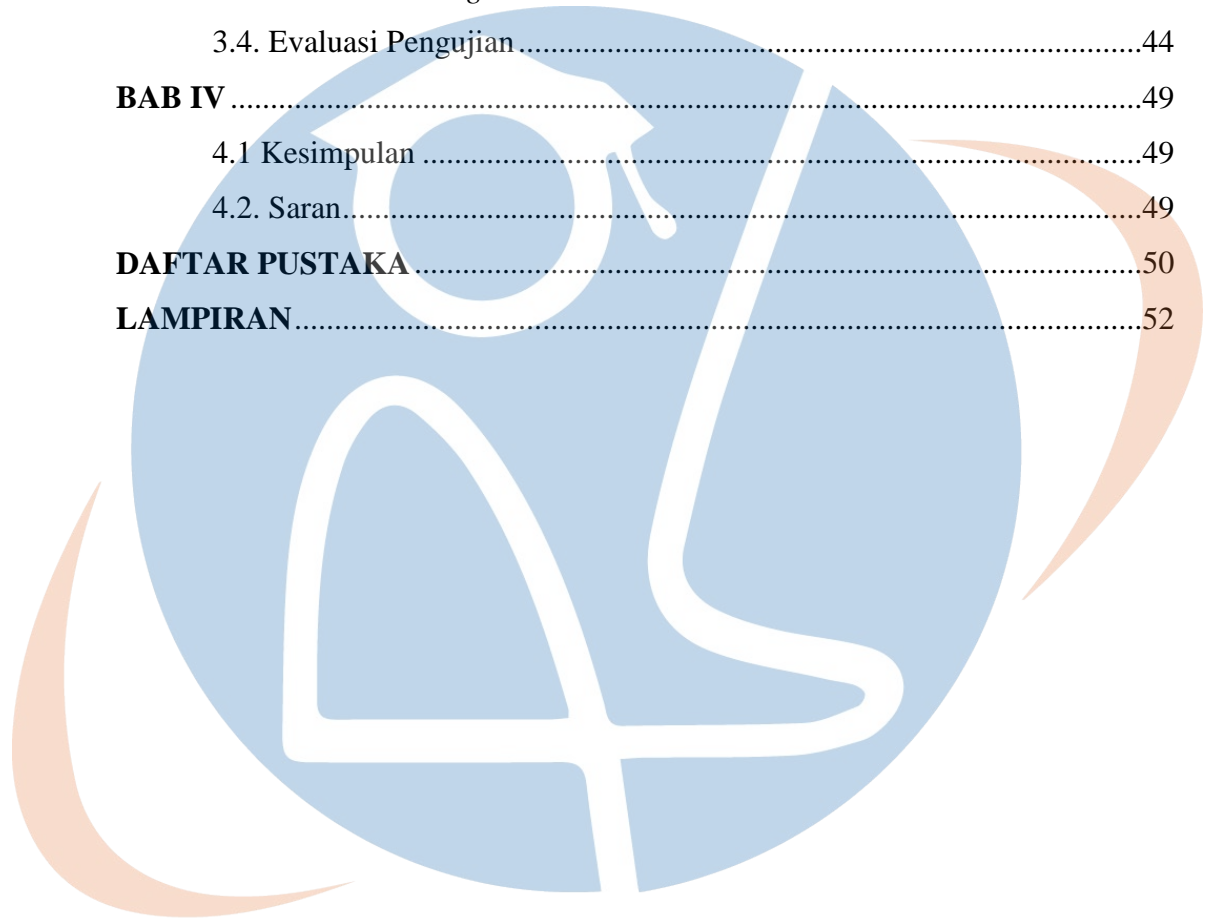 3.4. Evaluasi Pengujian........................................................................44
BAB IV ...............................................................................................49
4.1 Kesimpulan ..................................................................................49
4.2. Saran............................................................................................49
DAFTAR PUSTAKA .........................................................................50
LAMPIRAN........................................................................................52